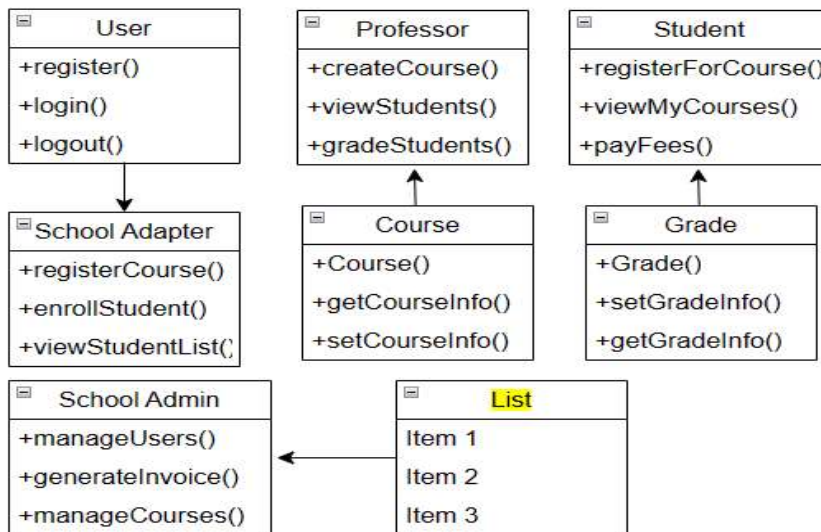 User
+register()
+login()
+logout()
Professor
+createCourse()
+viewStudents()
+gradeStudents()
Student
+registerForCourse()
+viewMyCourses()
+payFees()
School Adapter
+registerCourse()
+enrollStudent()
+viewStudentList()
Course
+Course()
+getCourseInfo()
+setCourseInfo()
Grade
+Grade()
+setGradeInfo()
+getGradeInfo()
School Admin
+manageUsers()
+generateInvoice()
+manageCourses()
List
Item 1
Item 2
Item 3